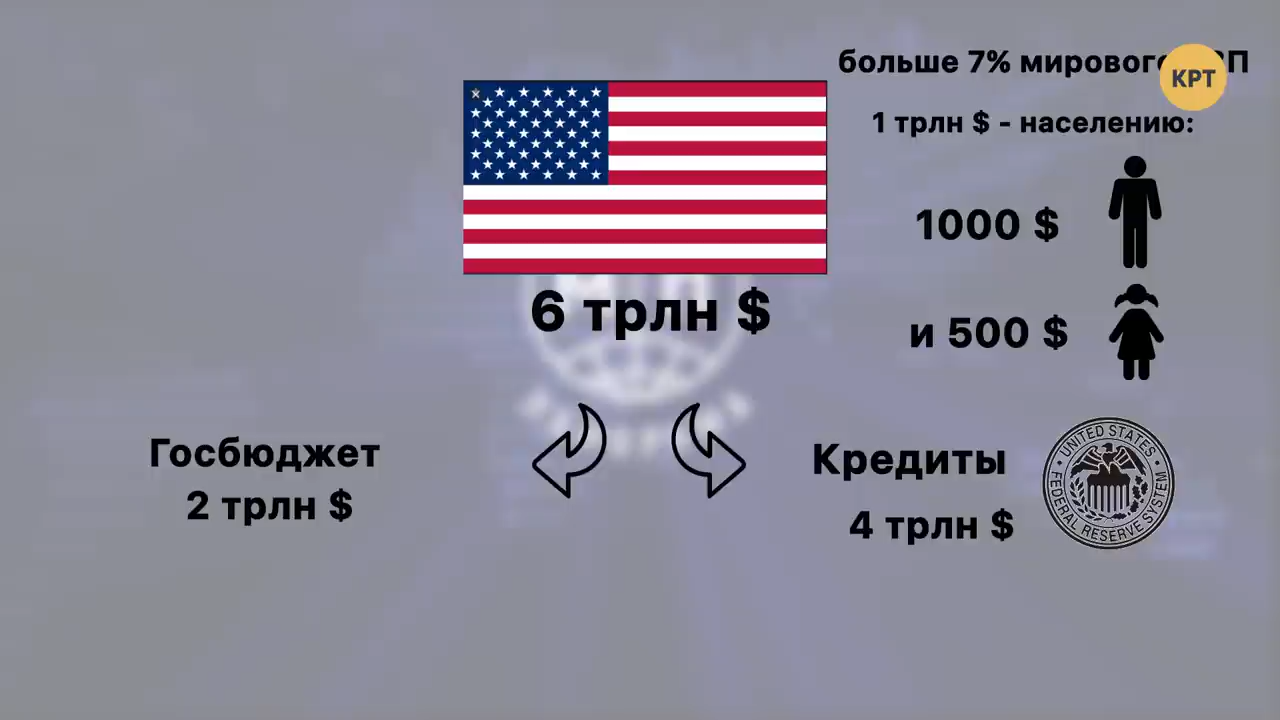 больше 7% мирового
КРТ
1 трлн $ - населению:
1000 $
и 500 $
6 трлн $
Госбюджет
2 трлн $
Кредиты
4 трлн $
UNITED STATES
FEDERAL RESERVE SYSTEM